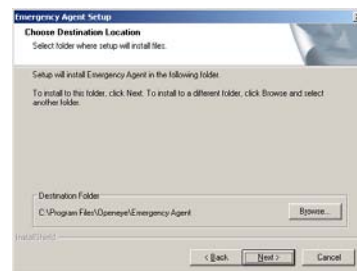 Emergency Agent Setup
Choose Destination Location
Select folder where setup will install files.
Setup will install Emergency Agent in the following folder.
To install to this folder, click Next. To install to a different folder, click Browse and select
another folder.
Destination Folder
C:\Program Files\Openeye\Emergency Agent
Browse...
InstallShield
< Back
Next >
Cancel